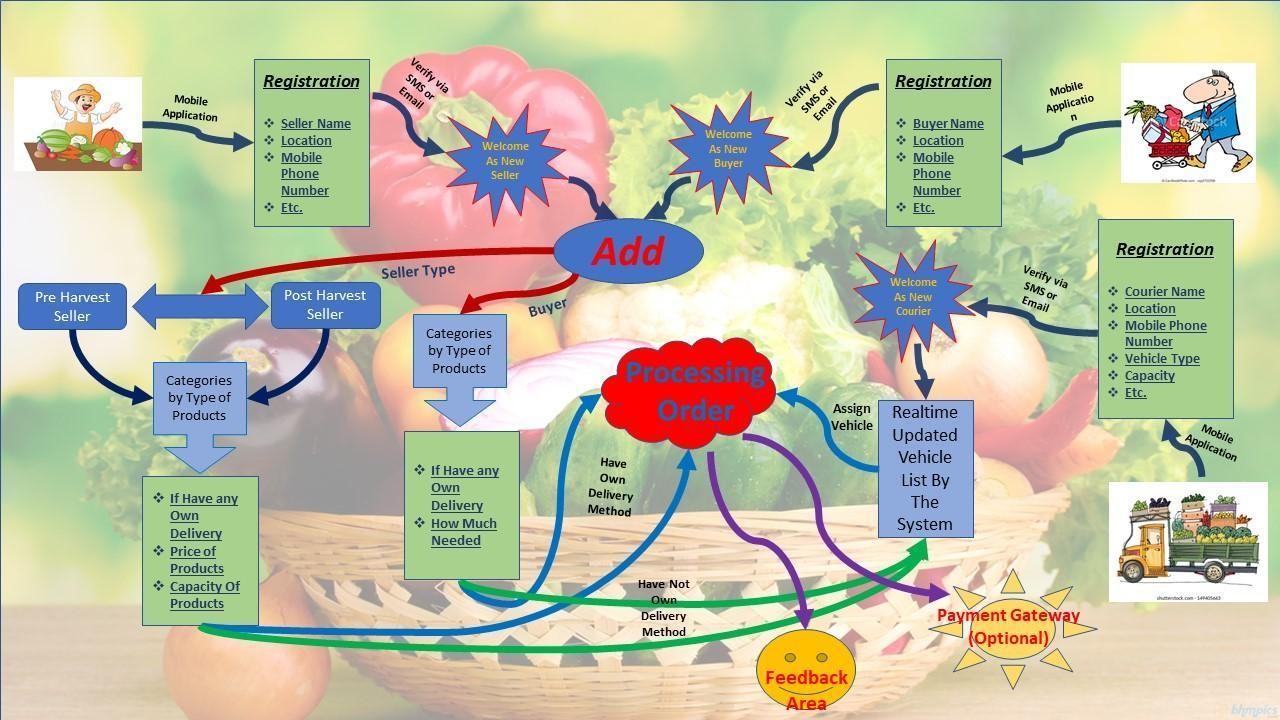 Mobile
Application
Registration
❖ Seller Name
❖ Location
❖ Mobile
Phone
Number
❖ Etc.
Verify via
SMS or
Email
Welcome
As New
Seller
Welcome
As New
Buyer
Verify via
SMS or
Email
Registration
❖ Buyer Name
❖ Location
❖ Mobile
Phone
Number
❖ Etc.
Mobile
Applicatio
n
Add
Seller Type
Buyer
Pre Harvest
Seller
Post Harvest
Seller
Categories
by Type of
Products
❖ If Have any
Own
Delivery
❖ Price of
Products
❖ Capacity Of
Products
Categories
by Type of
Products
❖ If Have any
Own
Delivery
❖ How Much
Needed
Processing
Order
Have
Own
Delivery
Method
Have Not
Own
Delivery
Method
Assign
Vehicle
Welcome
As New
Courier
Verify via
SMS or
Email
Registration
❖ Courier Name
❖ Location
❖ Mobile Phone
Number
❖ Vehicle Type
❖ Capacity
❖ Etc.
Mobile
Application
Realtime
Updated
Vehicle
List By
The
System
shutterstock.com · 149405663
Payment Gateway
(Optional)
Feedback
Area
bhmpics